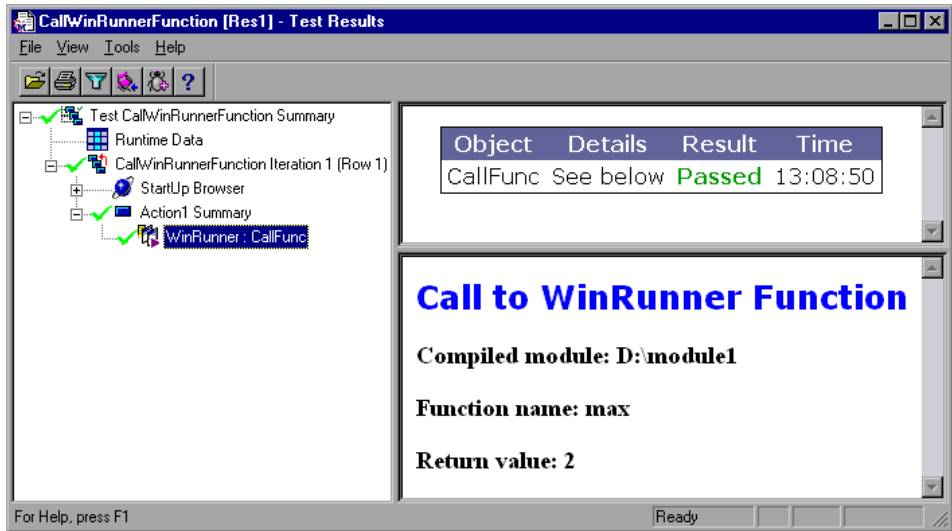 CallWinRunnerFunction [Res1] - Test Results
File View Tools Help
Test CallWinRunnerFunction Summary
Runtime Data
CallWinRunnerFunction Iteration 1 (Row 1)
StartUp Browser
Action1 Summary
WinRunner : CallFunc
Object Details Result Time
CallFunc See below Passed 13:08:50
Call to WinRunner Function
Compiled module: D:\module1
Function name: max
Return value: 2
For Help, press F1
Ready